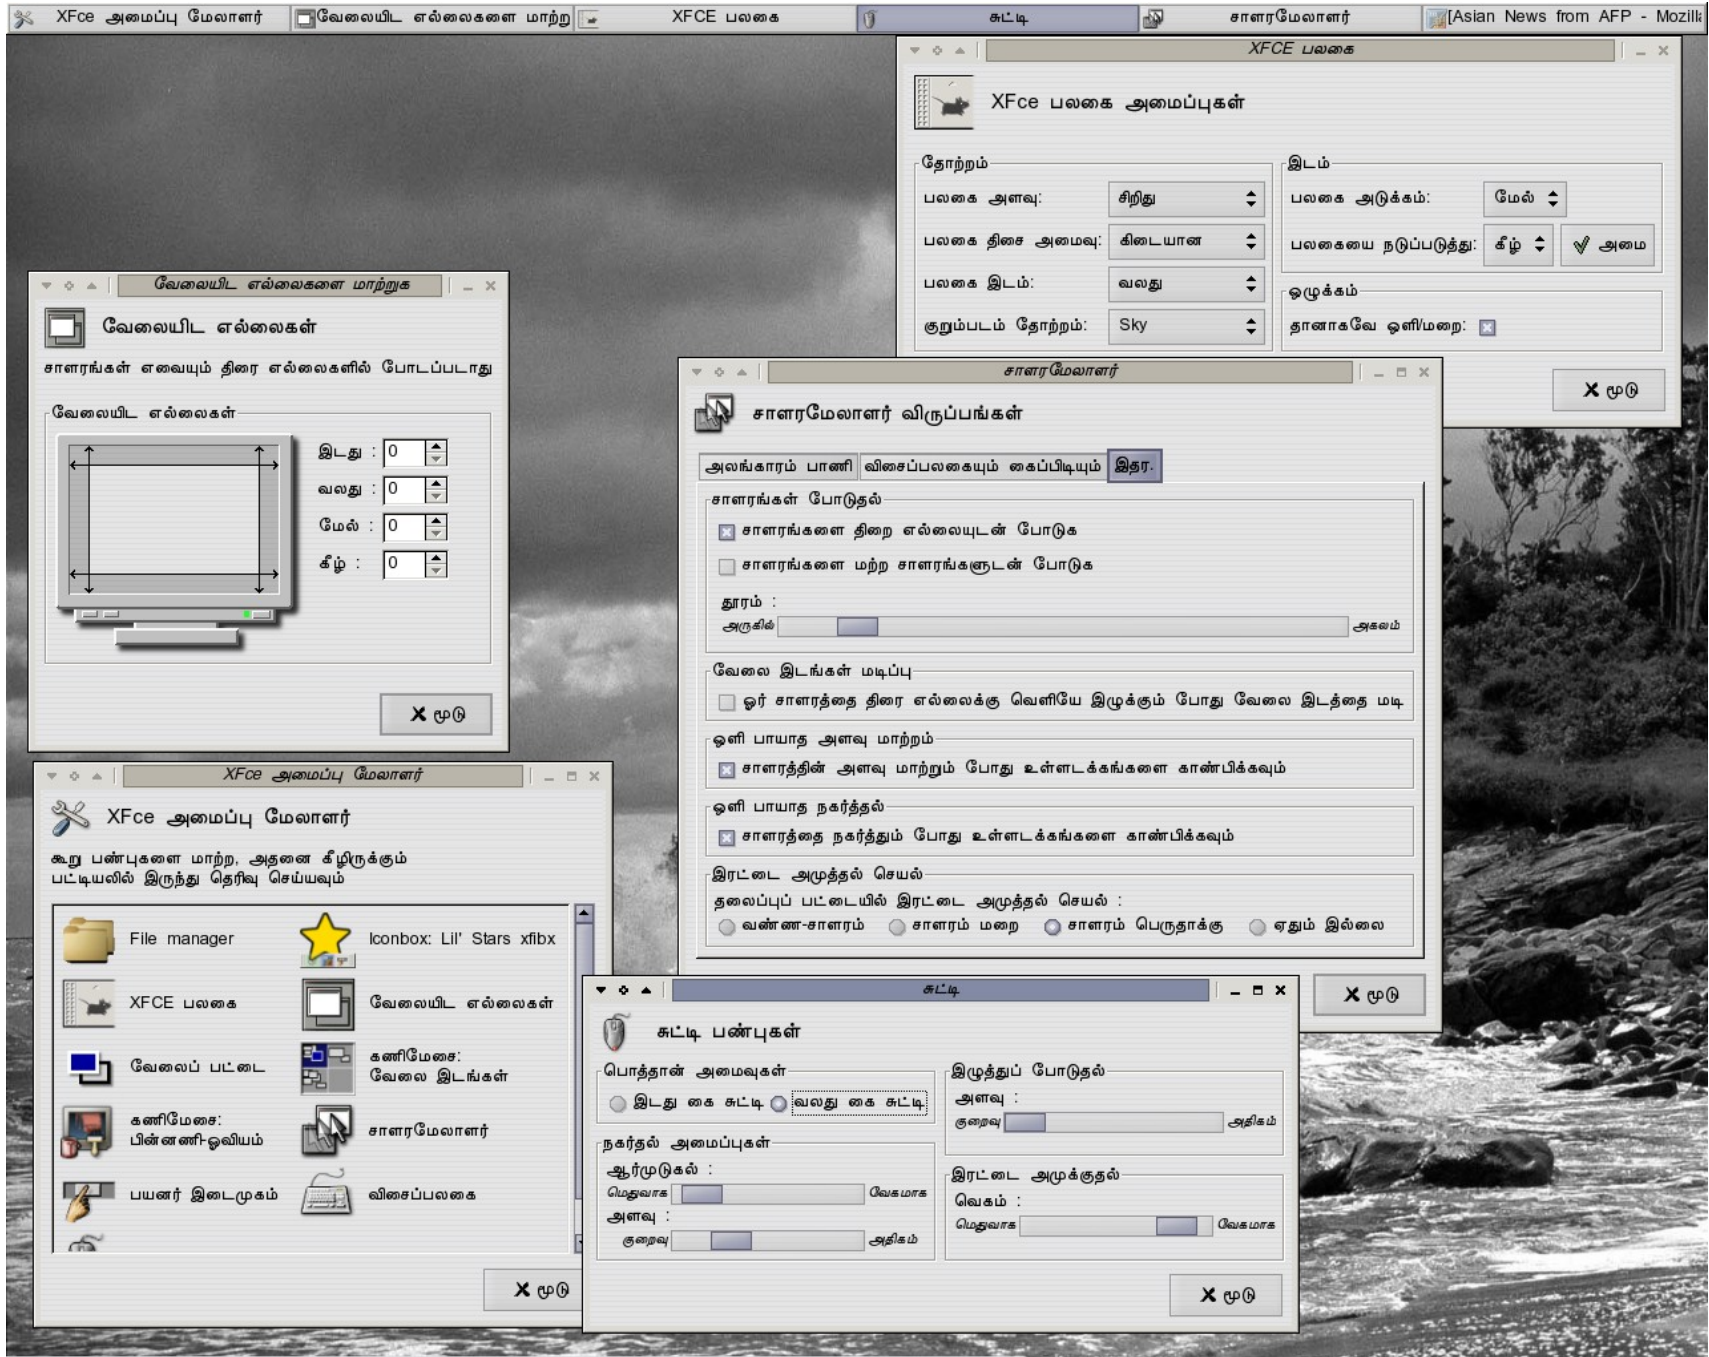 XFce அமைப்பு மேலாளர்
வேலையிட எல்லைகளை மாற்று
XFCE பலகை
சுட்டி
சாளரமேலாளர்
[Asian News from AFP - Mozill
XFCE பலகை
XFce பலகை அமைப்புகள்
தோற்றம்
பலகை அளவு: சிறிது
பலகை திசை அமைவு: கிடையான
பலகை இடம்: வலது
குறும்படம் தோற்றம்: Sky
இடம்
பலகை அடுக்கம்: மேல்
பலகையை நடுப்படுத்து: கீழ் அமை
ஒழுக்கம்
தானாகவே ஒளி/மறை:
மூடு
வேலையிட எல்லைகளை மாற்றுக
வேலையிட எல்லைகள்
சாளரங்கள் எவையும் திரை எல்லைகளில் போடப்படாது
வேலையிட எல்லைகள்
இடது : 0
வலது : 0
மேல் : 0
கீழ் : 0
மூடு
சாளரமேலாளர்
சாளரமேலாளர் விருப்பங்கள்
அலங்காரம் பாணி விசைப்பலகையும் கைப்பிடியும் இதர.
சாளரங்கள் போடுதல்
சாளரங்களை திறை எல்லையுடன் போடுக
சாளரங்களை மற்ற சாளரங்களுடன் போடுக
தூரம் :
அருகில் அகலம்
வேலை இடங்கள் மடிப்பு
ஓர் சாளரத்தை திரை எல்லைக்கு வெளியே இழுக்கும் போது வேலை இடத்தை மடி
ஒளி பாயாத அளவு மாற்றம்
சாளரத்தின் அளவு மாற்றும் போது உள்ளடக்கங்களை காண்பிக்கவும்
ஒளி பாயாத நகர்த்தல்
சாளரத்தை நகர்த்தும் போது உள்ளடக்கங்களை காண்பிக்கவும்
இரட்டை அமுத்தல் செயல்
தலைப்புப் பட்டையில் இரட்டை அமுத்தல் செயல் :
வண்ண-சாளரம் சாளரம் மறை சாளரம் பெருதாக்கு ஏதும் இல்லை
மூடு
XFce அமைப்பு மேலாளர்
XFce அமைப்பு மேலாளர்
கூறு பண்புகளை மாற்ற, அதனை கீழிருக்கும்
பட்டியலில் இருந்து தெரிவு செய்யவும்
File manager
Iconbox: Lil' Stars xfibx
XFCE பலகை
வேலையிட எல்லைகள்
வேலைப் பட்டை
கணிமேசை:
வேலை இடங்கள்
கணிமேசை:
பின்னணி-ஓவியம்
சாளரமேலாளர்
பயனர் இடைமுகம்
விசைப்பலகை
மூடு
சுட்டி
சுட்டி பண்புகள்
பொத்தான் அமைவுகள்
இடது கை சுட்டி வலது கை சுட்டி
நகர்தல் அமைப்புகள்
ஆர்முடுகல் :
மெதுவாக வேகமாக
அளவு :
குறைவு அதிகம்
இழுத்துப் போடுதல்
அளவு :
குறைவு அதிகம்
இரட்டை அமுக்குதல்
வெகம் :
மெதுவாக வேகமாக
மூடு